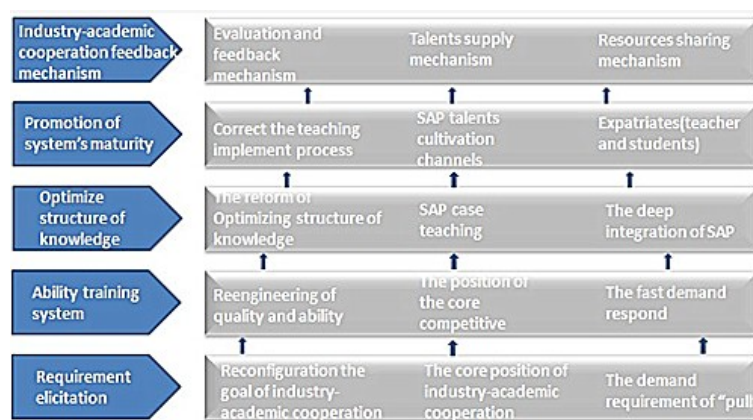 Industry-academic
cooperation feedback
mechanism
Evaluation and
feedback
mechanism
Talents supply
mechanism
Resources sharing
mechanism
Promotion of
system's maturity
Correct the teaching
implement process
SAP talents
cultivation
channels
Expatriates(teacher
and students)
Optimize
structure of
knowledge
The reform of
Optimizing structure of
knowledge
SAP case
teaching
The deep
integration of SAP
Ability training
system
Reengineering of
quality and ability
The position of
the core
competitive
The fast demand
respond
Requirement
elicitation
Reconfiguration the
goal of industry-
academic cooperation
The core position of
industry-academic
cooperation
The demand
requirement of "pull